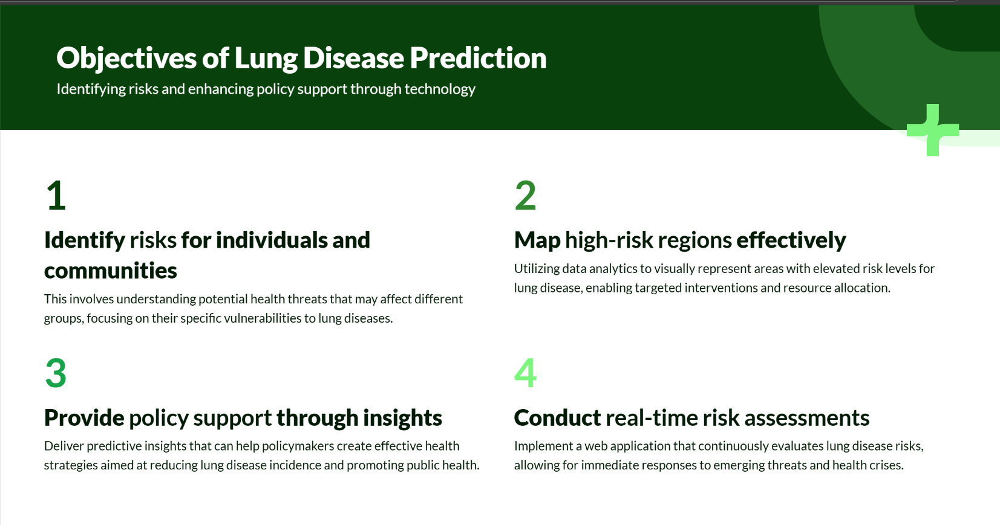 Objectives of Lung Disease Prediction
Identifying risks and enhancing policy support through technology
1
Identify risks for individuals and
communities
This involves understanding potential health threats that may affect different
groups, focusing on their specific vulnerabilities to lung diseases.
2
Map high-risk regions effectively
Utilizing data analytics to visually represent areas with elevated risk levels for
lung disease, enabling targeted interventions and resource allocation.
3
Provide policy support through insights
Deliver predictive insights that can help policymakers create effective health
strategies aimed at reducing lung disease incidence and promoting public health.
4
Conduct real-time risk assessments
Implement a web application that continuously evaluates lung disease risks,
allowing for immediate responses to emerging threats and health crises.